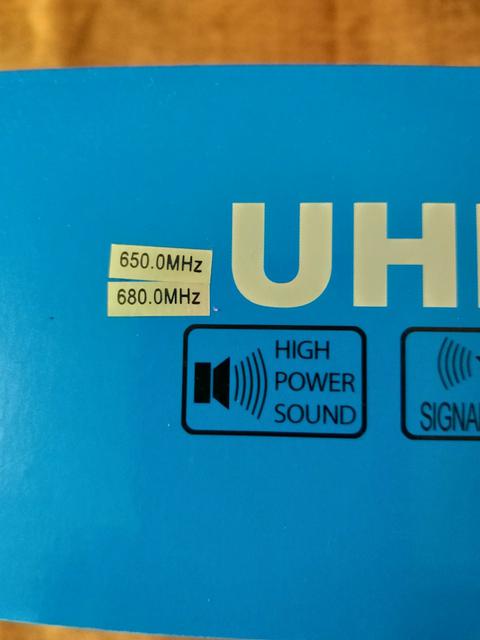 650.0MHz
680.0MHz
UH
HIGH
POWER
SOUND
SIGNA